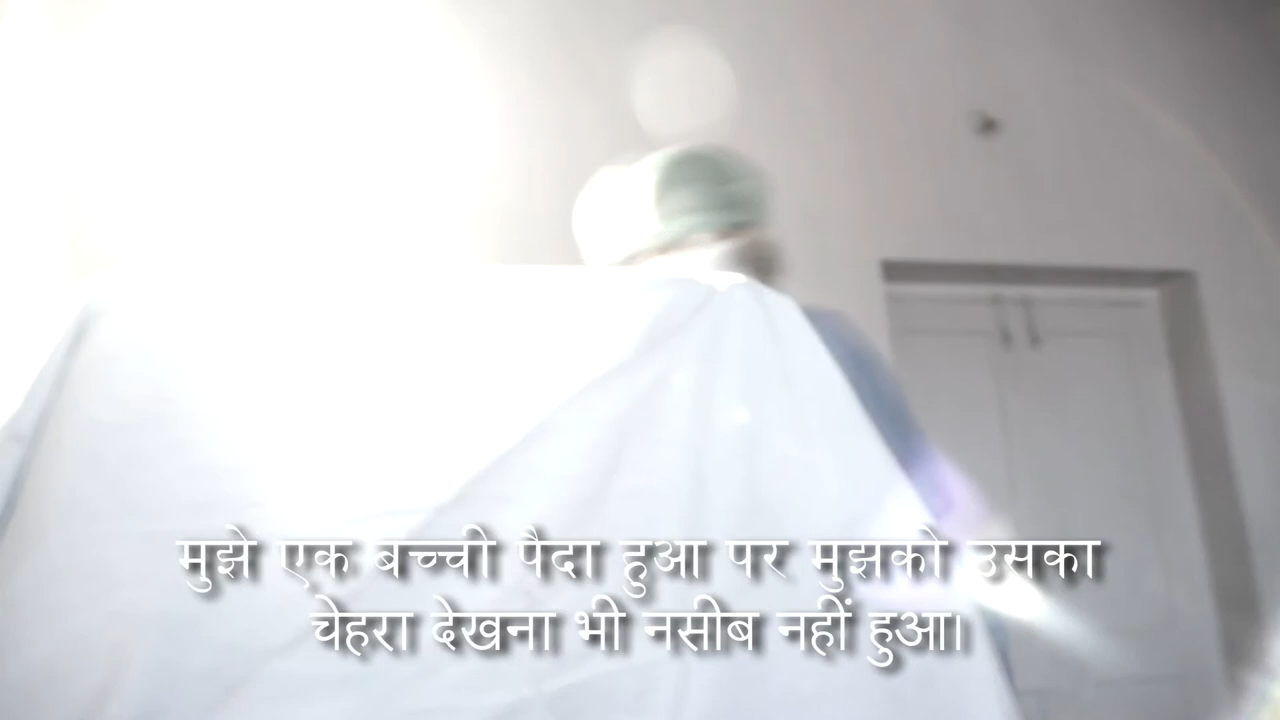 मुझे एक बच्ची पैदा हुआ पर मुझको उसका
चेहरा देखना भी नसीब नहीं हुआ।